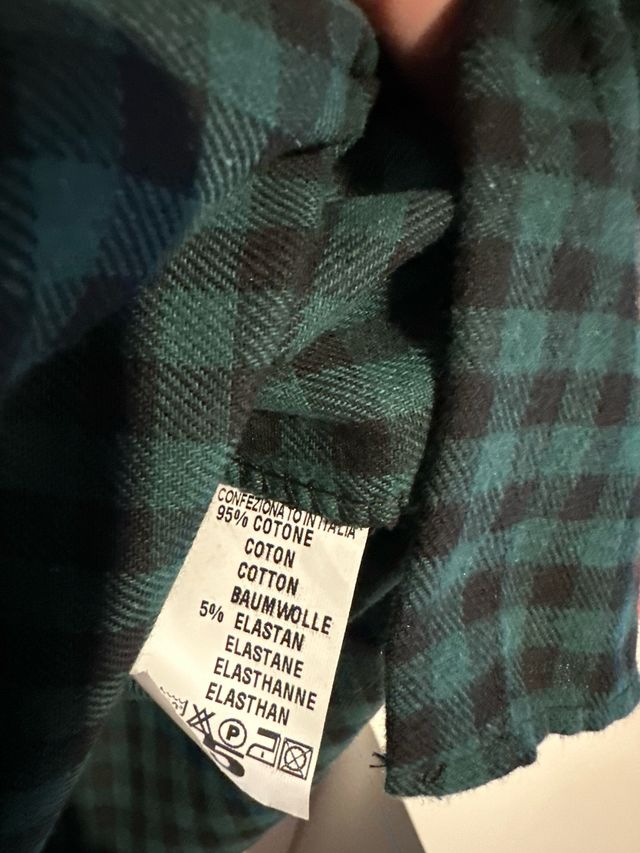 CONFEZIONATO IN ITALIA
95% COTONE
COTON
COTTON
BAUMWOLLE
5% ELASTAN
ELASTANE
ELASTHANNE
ELASTHAN
P